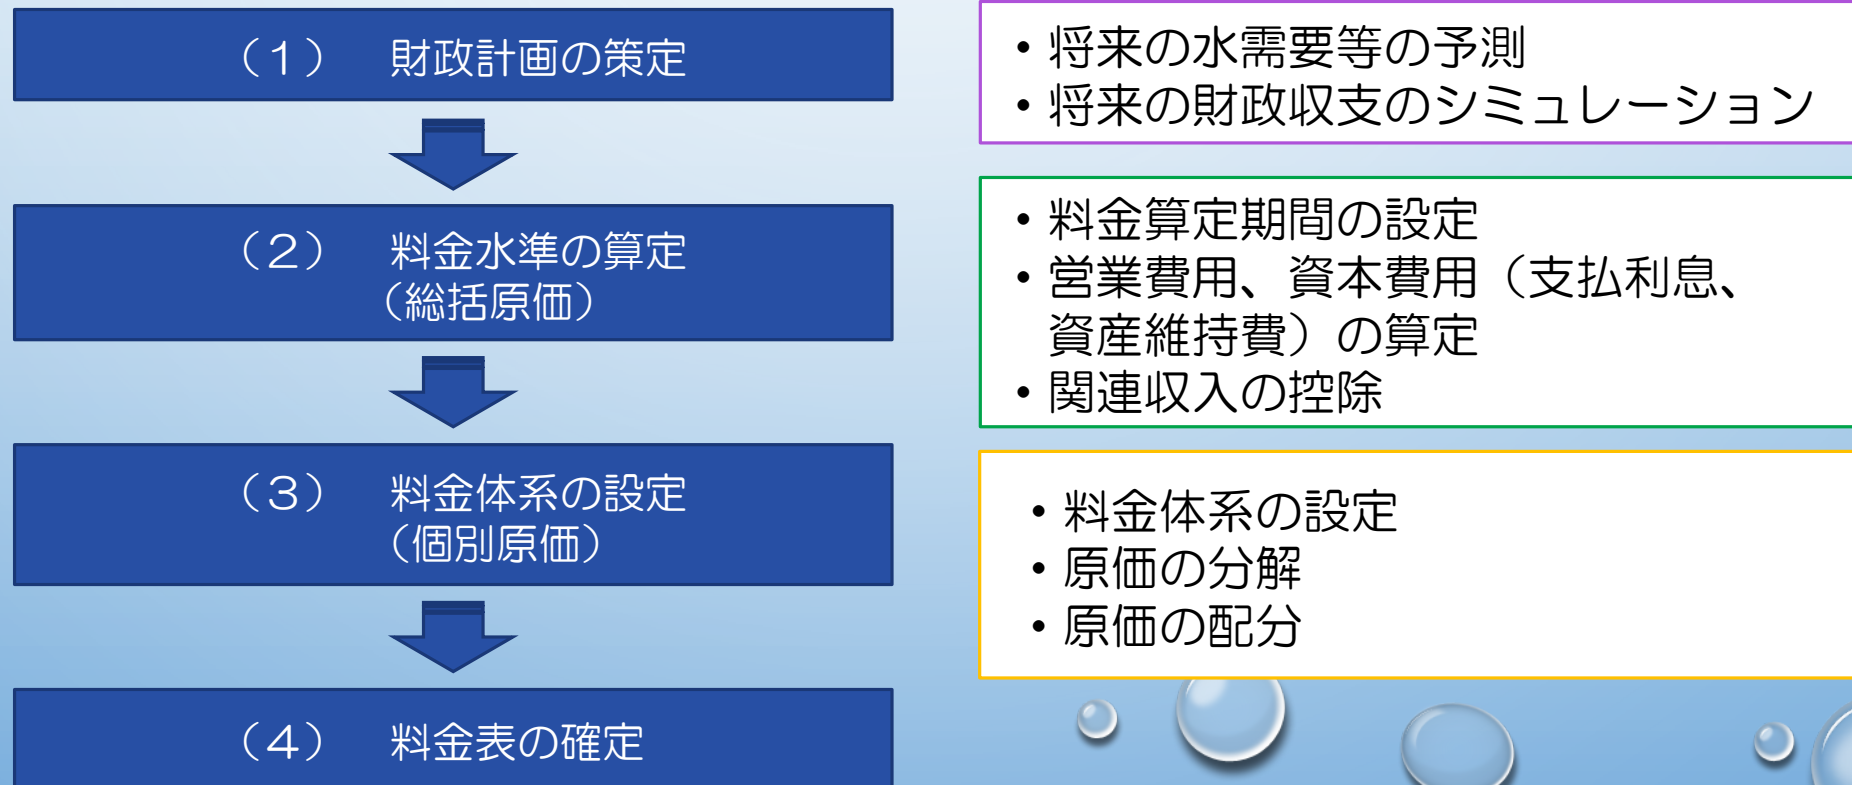 （１）　財政計画の策定
・将来の水需要等の予測
・将来の財政収支のシミュレーション
（２）　料金水準の算定
（総括原価）
・料金算定期間の設定
・営業費用、資本費用（支払利息、
資産維持費）の算定
・関連収入の控除
（３）　料金体系の設定
（個別原価）
・料金体系の設定
・原価の分解
・原価の配分
（４）　料金表の確定